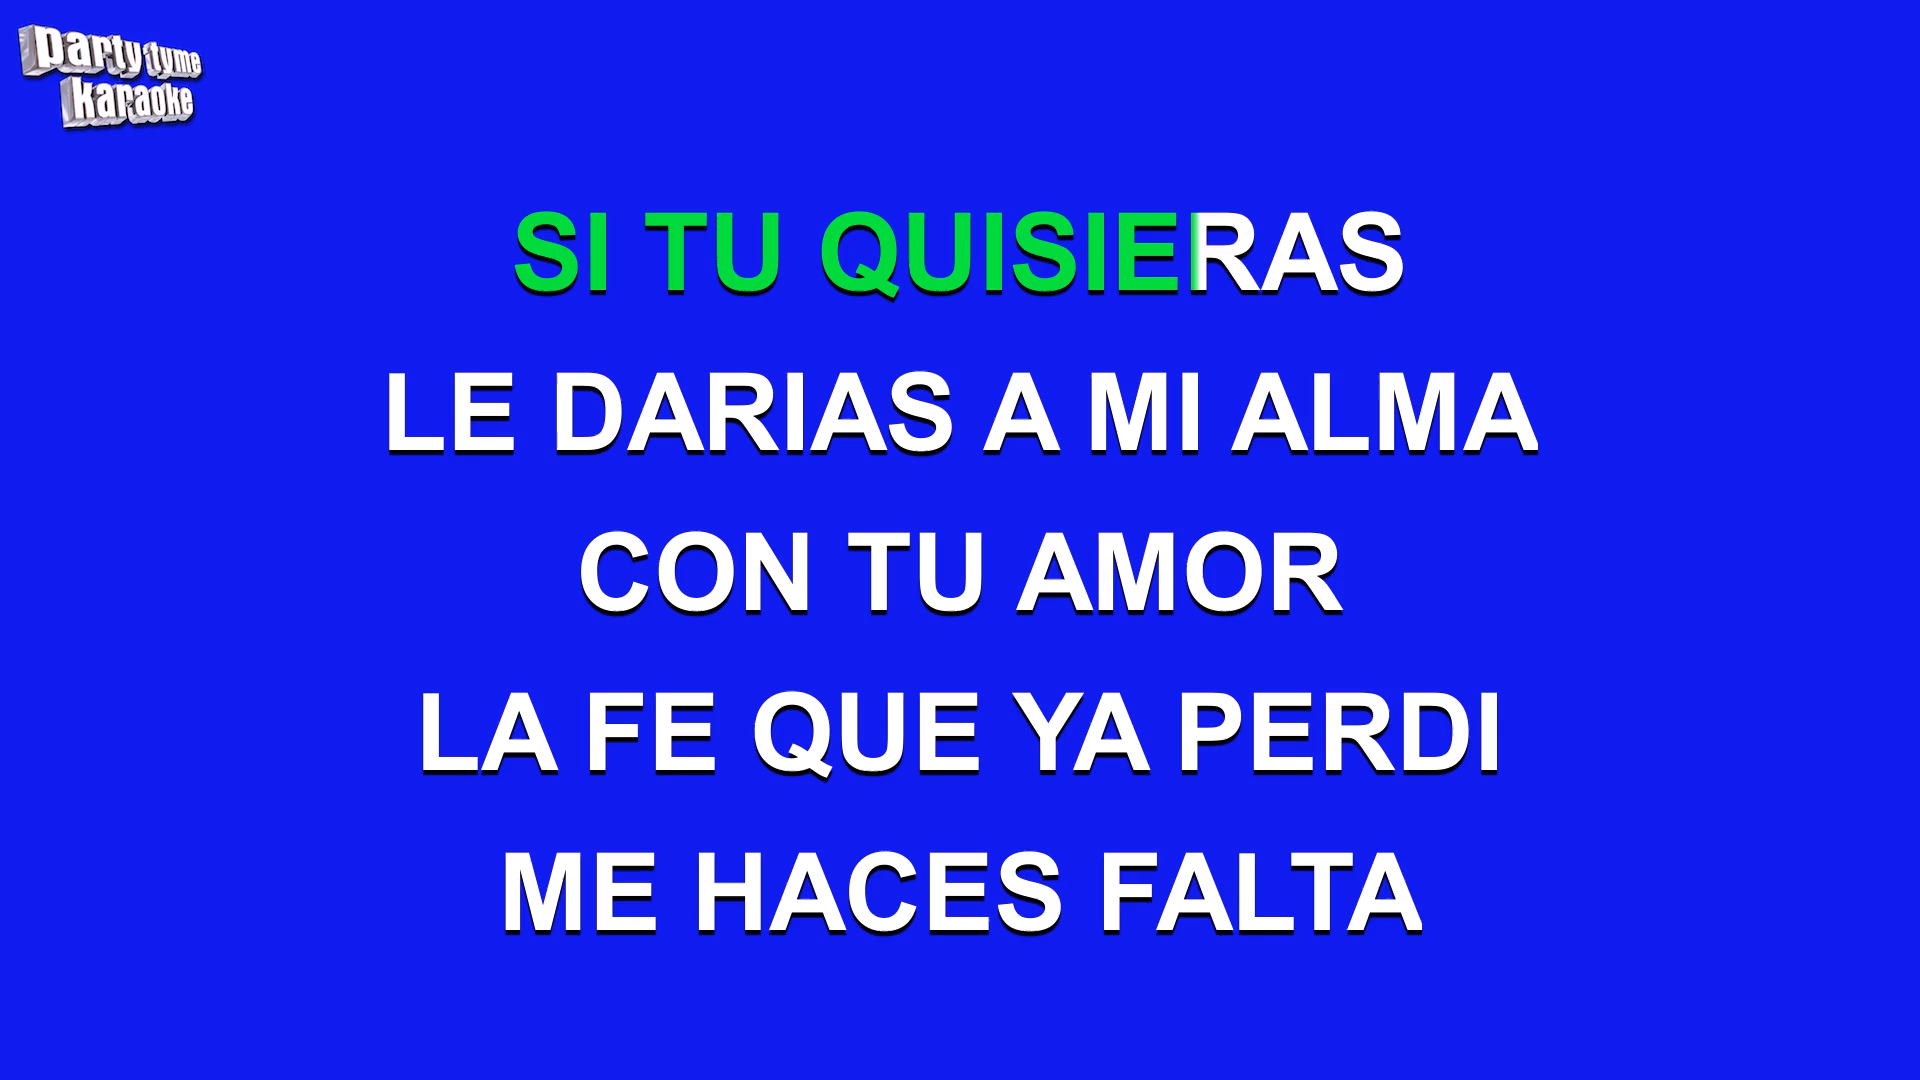 party tyme
karaoke
SI TU QUISIERAS
LE DARIAS A MI ALMA
CON TU AMOR
LA FE QUE YA PERDI
ME HACES FALTA